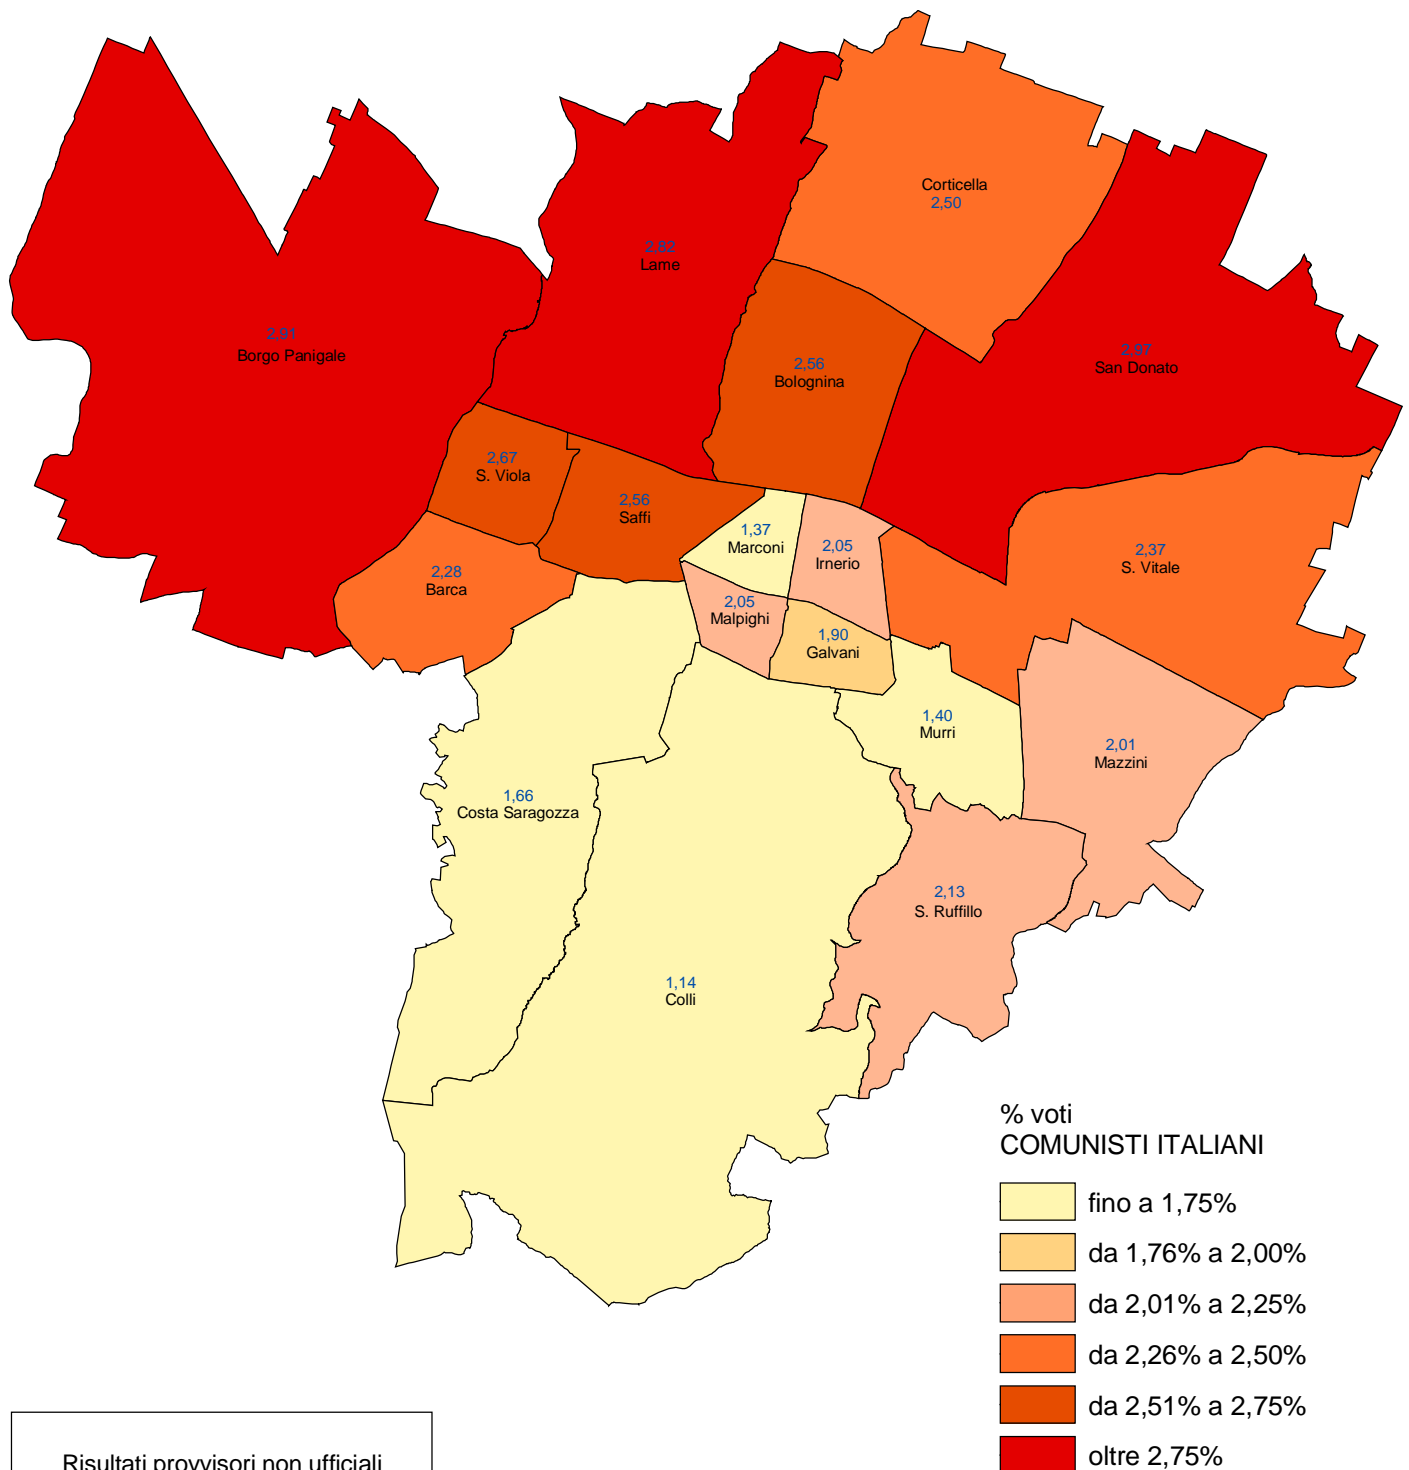 Corticella
2,50
2,82
Lame
2,91
Borgo Panigale
2,97
San Donato
2,56
Bolognina
2,67
S. Viola
2,56
Saffi
1,37
Marconi
2,05
Irnerio
2,37
S. Vitale
2,28
Barca
2,05
Malpighi
1,90
Galvani
1,40
Murri
2,01
Mazzini
1,66
Costa Saragozza
2,13
S. Ruffillo
1,14
Colli
% voti
COMUNISTI ITALIANI
fino a 1,75%
da 1,76% a 2,00%
da 2,01% a 2,25%
da 2,26% a 2,50%
da 2,51% a 2,75%
oltre 2,75%
Risultati provvisori non ufficiali